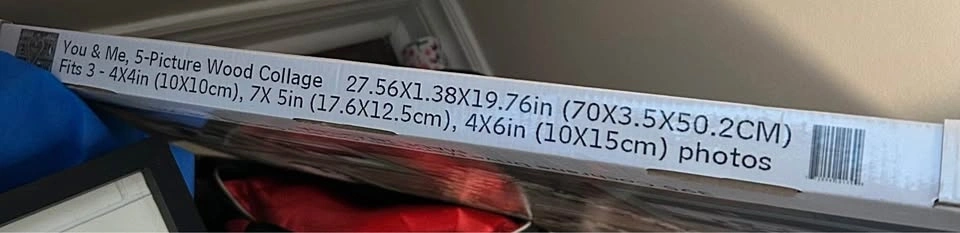 You & Me, 5-Picture Wood Collage 27.56X1.38X19.76in (70X3.5X50.2CM)
Fits 3 - 4X4in (10X10cm), 7X 5in (17.6X12.5cm), 4X6in (10X15cm) photos